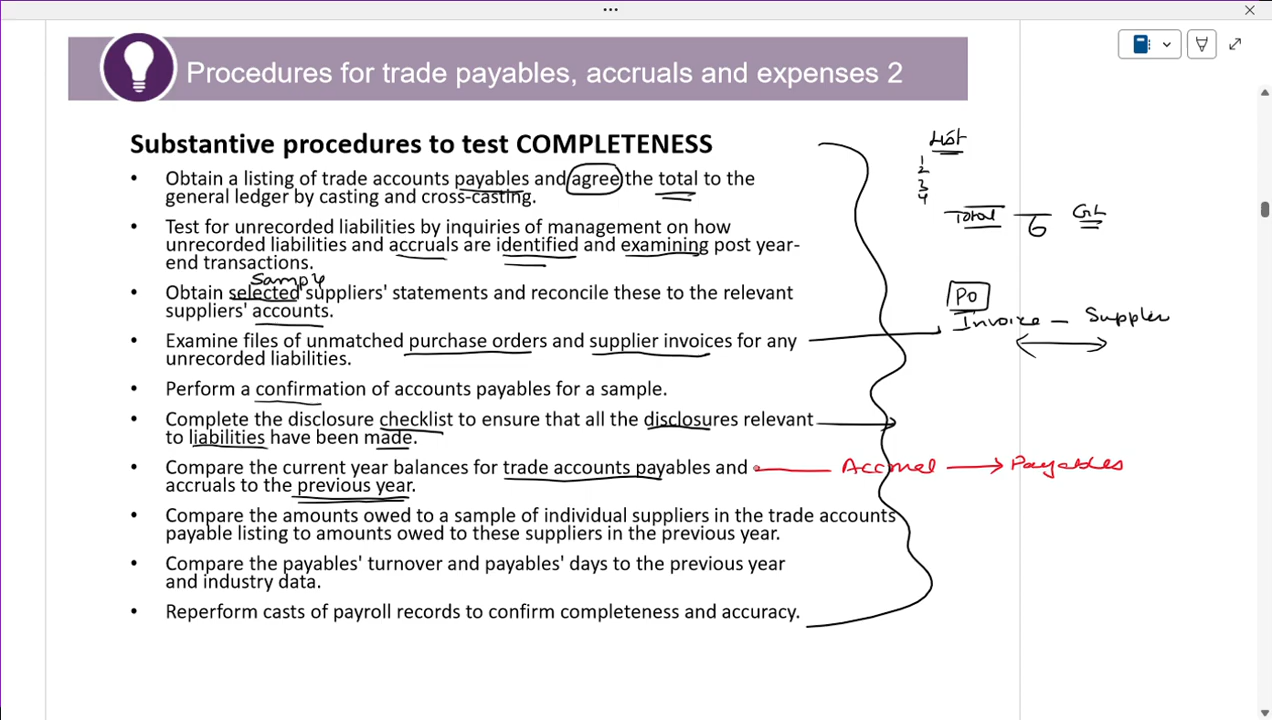 Procedures for trade payables, accruals and expenses 2
Substantive procedures to test COMPLETENESS
• Obtain a listing of trade accounts payables and agree the total to the
general ledger by casting and cross-casting.
• Test for unrecorded liabilities by inquiries of management on how
unrecorded liabilities and accruals are identified and examining post year-
end transactions.
Sample
• Obtain selected suppliers' statements and reconcile these to the relevant
suppliers' accounts.
• Examine files of unmatched purchase orders and supplier invoices for any
unrecorded liabilities.
• Perform a confirmation of accounts payables for a sample.
• Complete the disclosure checklist to ensure that all the disclosures relevant
to liabilities have been made.
• Compare the current year balances for trade accounts payables and
accruals to the previous year.
• Compare the amounts owed to a sample of individual suppliers in the trade accounts
payable listing to amounts owed to these suppliers in the previous year.
• Compare the payables' turnover and payables' days to the previous year
and industry data.
• Reperform casts of payroll records to confirm completeness and accuracy.
List
1
2
3
4
Total 6 GL
PO
Invoice — Supplier
Accrual → Payables